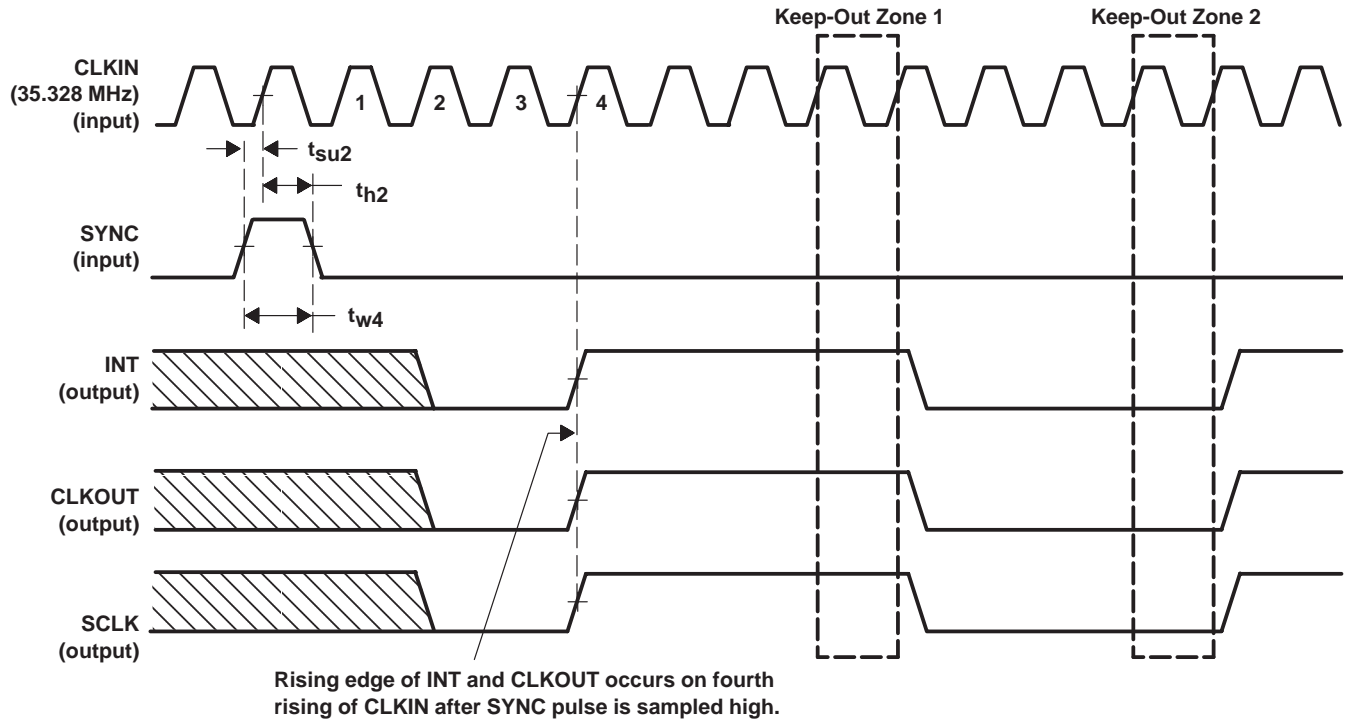 Keep-Out Zone 1
Keep-Out Zone 2
CLKIN
(35.328 MHz)
(input)
1
2
3
4
tsu2
th2
SYNC
(input)
tw4
INT
(output)
CLKOUT
(output)
SCLK
(output)
Rising edge of INT and CLKOUT occurs on fourth
rising of CLKIN after SYNC pulse is sampled high.